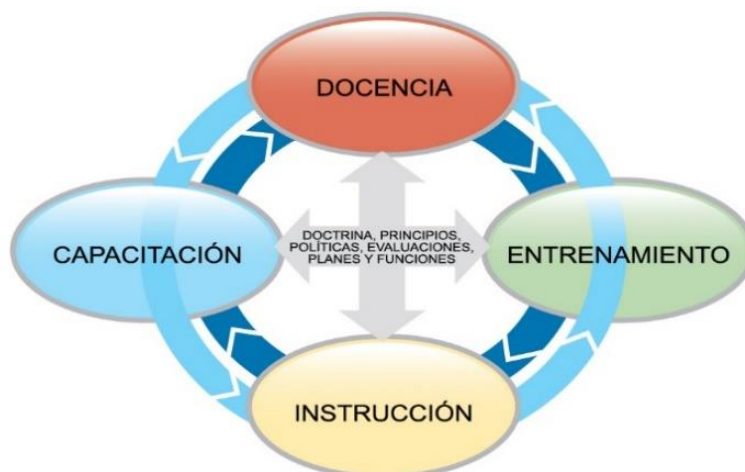 DOCENCIA
CAPACITACIÓN
DOCTRINA, PRINCIPIOS,
POLÍTICAS, EVALUACIONES,
PLANES Y FUNCIONES
ENTRENAMIENTO
INSTRUCCIÓN